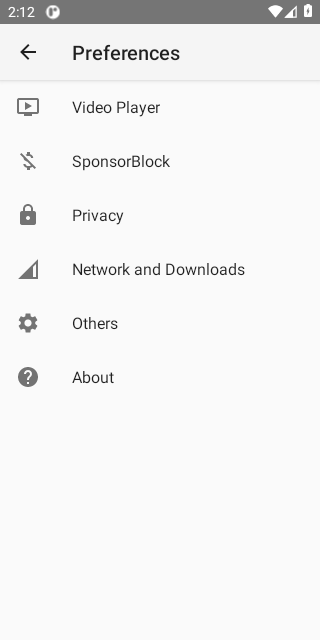 2:12
Preferences
Video Player
SponsorBlock
Privacy
Network and Downloads
Others
About